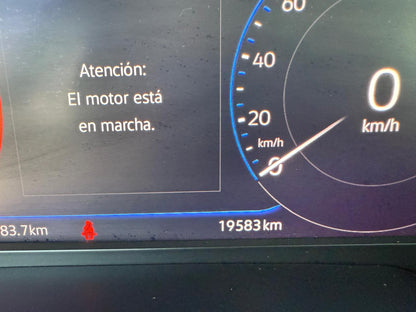 Atención:
El motor está
en marcha.
60
40
20
km/h
0
0
km/h
83.7km
19583km